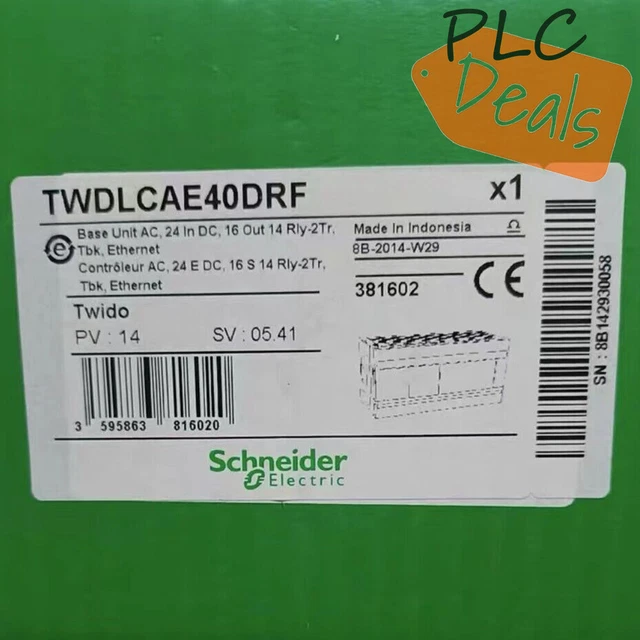 PLC
Deals
TWDLCAE40DRF
x1
Base Unit AC, 24 In DC, 16 Out 14 Rly-2Tr,
Tbk, Ethernet
Contrôleur AC, 24 E DC, 16 S 14 Rly-2Tr,
Tbk, Ethernet
Made In Indonesia
8B-2014-W29
381602
CE
Twido
PV : 14
SV : 05.41
3 595863 816020
SN : 8B142930058
Schneider
Electric